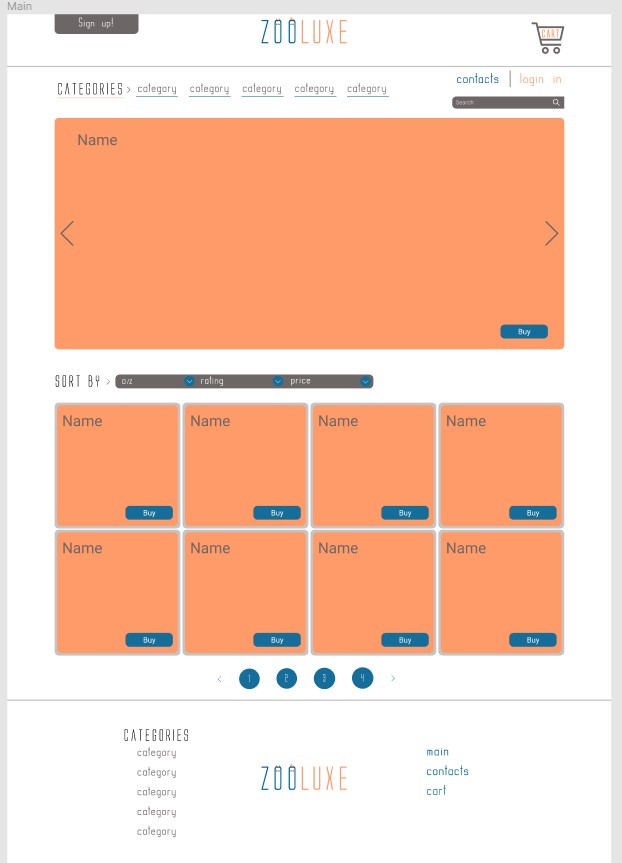 Main
Sign up!
ZOOLUXE
CART
contacts login in
CATEGORIES category category category category category
Search
Name
Buy
SORT BY a/z rating price
Name Name Name Name
Buy Buy Buy Buy
Name Name Name Name
Buy Buy Buy Buy
1 2 3 4
CATEGORIES
category
category
category
category
category
ZOOLUXE
main
contacts
cart